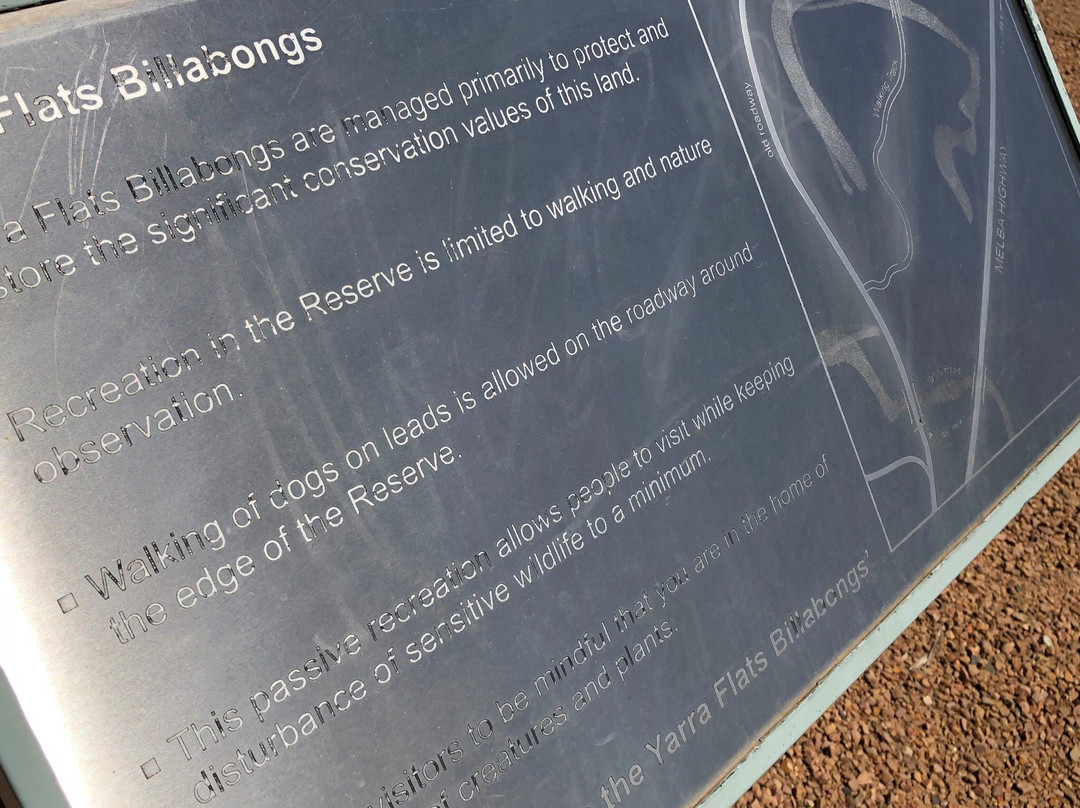 Flats Billabongs
a Flats Billabongs are managed primarily to protect and
store the significant conservation values of this land.
Recreation in the Reserve is limited to walking and nature
observation.
▫ Walking of dogs on leads is allowed on the roadway around
the edge of the Reserve.
▫ This passive recreation allows people to visit while keeping
disturbance of sensitive wildlife to a minimum.
visitors to be mindful that you are in the home of
of creatures and plants.
the Yarra Flats Billabongs'
old roadway
Walking Track
MELBA HIGHWAY